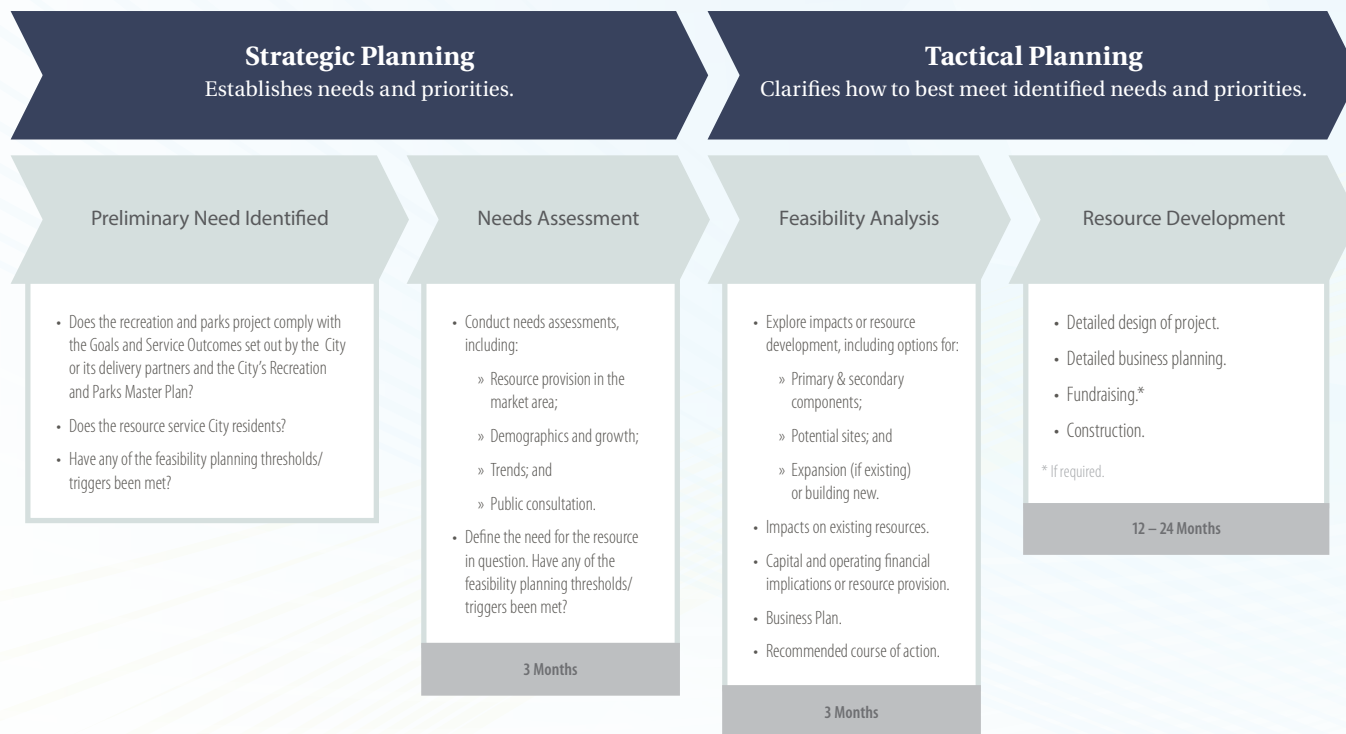 Strategic Planning
Establishes needs and priorities.
Tactical Planning
Clarifies how to best meet identified needs and priorities.
Preliminary Need Identified
• Does the recreation and parks project comply with
the Goals and Service Outcomes set out by the City
or its delivery partners and the City's Recreation
and Parks Master Plan?
• Does the resource service City residents?
• Have any of the feasibility planning thresholds/
triggers been met?
Needs Assessment
• Conduct needs assessments,
including:
» Resource provision in the
market area;
» Demographics and growth;
» Trends; and
» Public consultation.
• Define the need for the resource
in question. Have any of the
feasibility planning thresholds/
triggers been met?
3 Months
Feasibility Analysis
• Explore impacts or resource
development, including options for:
» Primary & secondary
components;
» Potential sites; and
» Expansion (if existing)
or building new.
• Impacts on existing resources.
• Capital and operating financial
implications or resource provision.
• Business Plan.
• Recommended course of action.
3 Months
Resource Development
• Detailed design of project.
• Detailed business planning.
• Fundraising.*
• Construction.
* If required.
12 – 24 Months